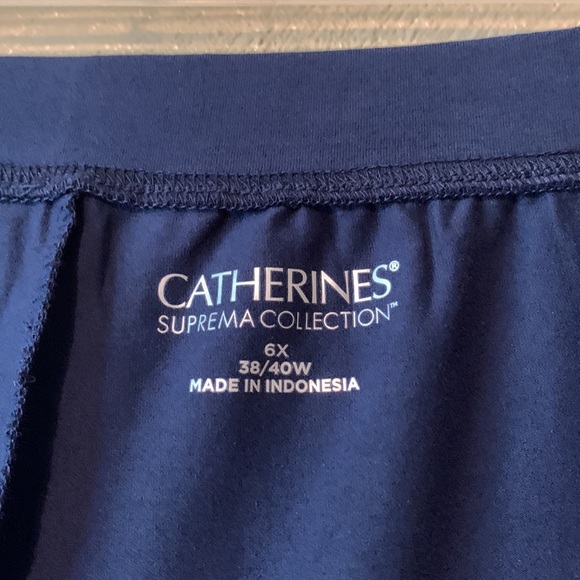 CATHERINES®
SUPREMA COLLECTION™
6X
38/40W
MADE IN INDONESIA